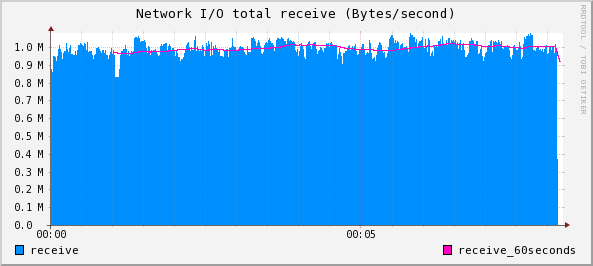 Network I/O total receive (Bytes/second)
RRDTOOL / TOBI OETIKER
1.0 M
0.9 M
0.8 M
0.7 M
0.6 M
0.5 M
0.4 M
0.3 M
0.2 M
0.1 M
0.0
00:00 00:05
receive receive_60seconds